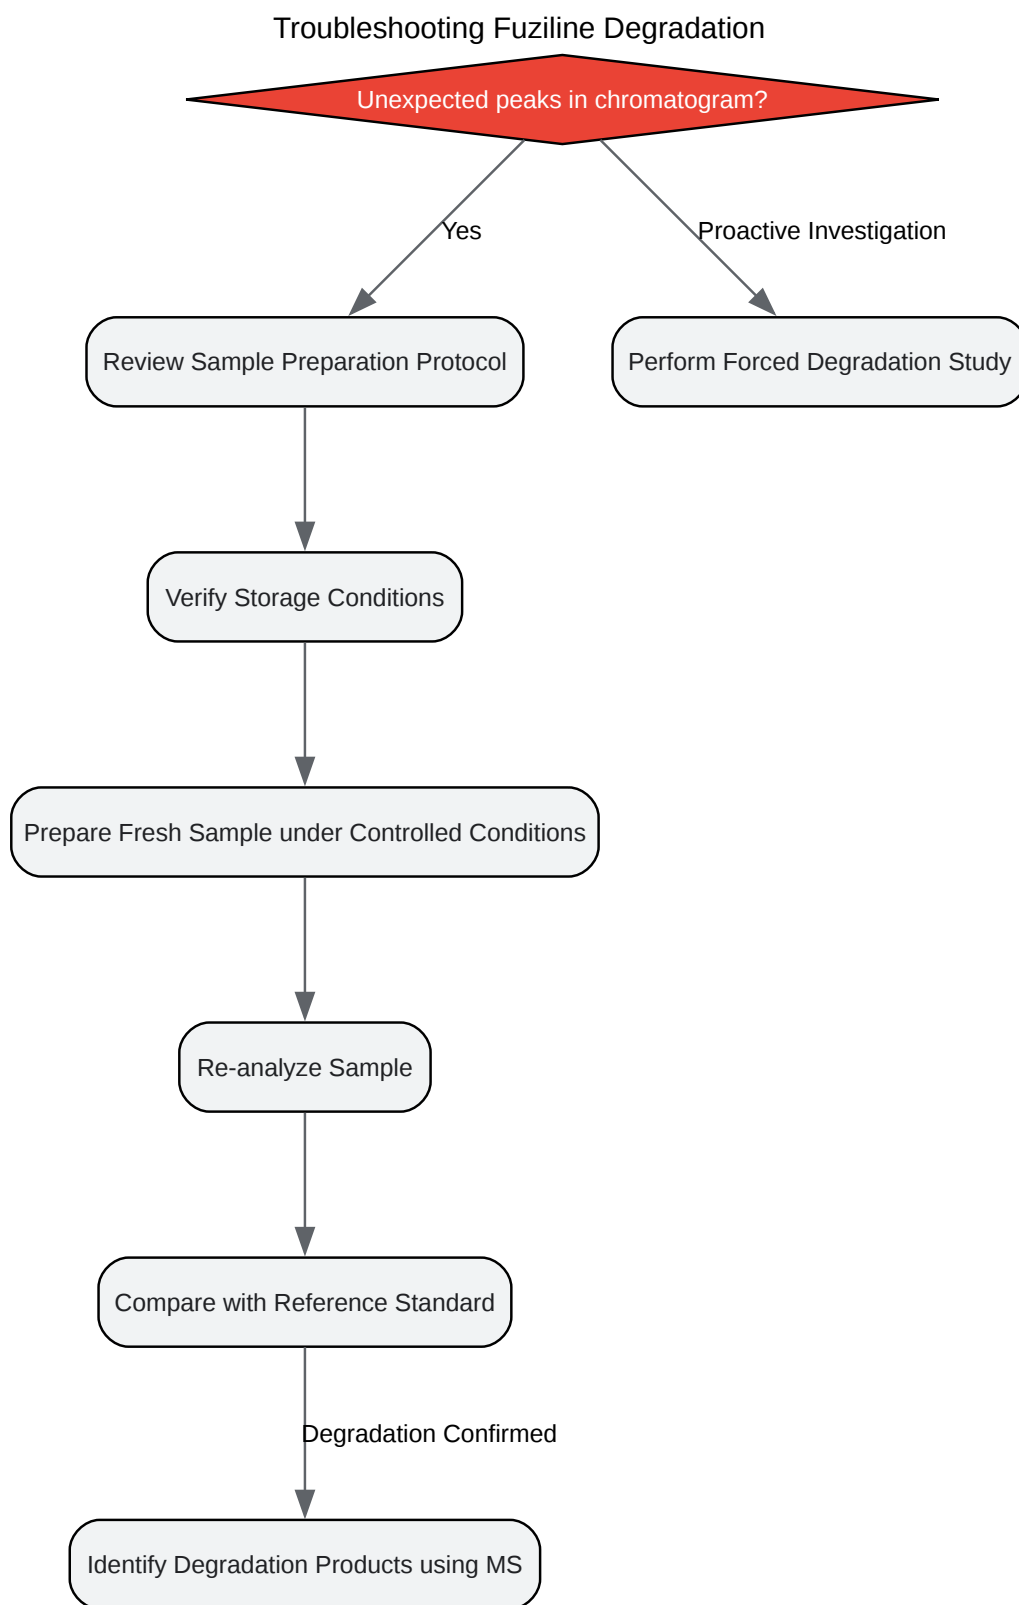 Troubleshooting Fuziline Degradation
Unexpected peaks in chromatogram?
Yes
Proactive Investigation
Review Sample Preparation Protocol
Perform Forced Degradation Study
Verify Storage Conditions
Prepare Fresh Sample under Controlled Conditions
Re-analyze Sample
Compare with Reference Standard
Degradation Confirmed
Identify Degradation Products using MS